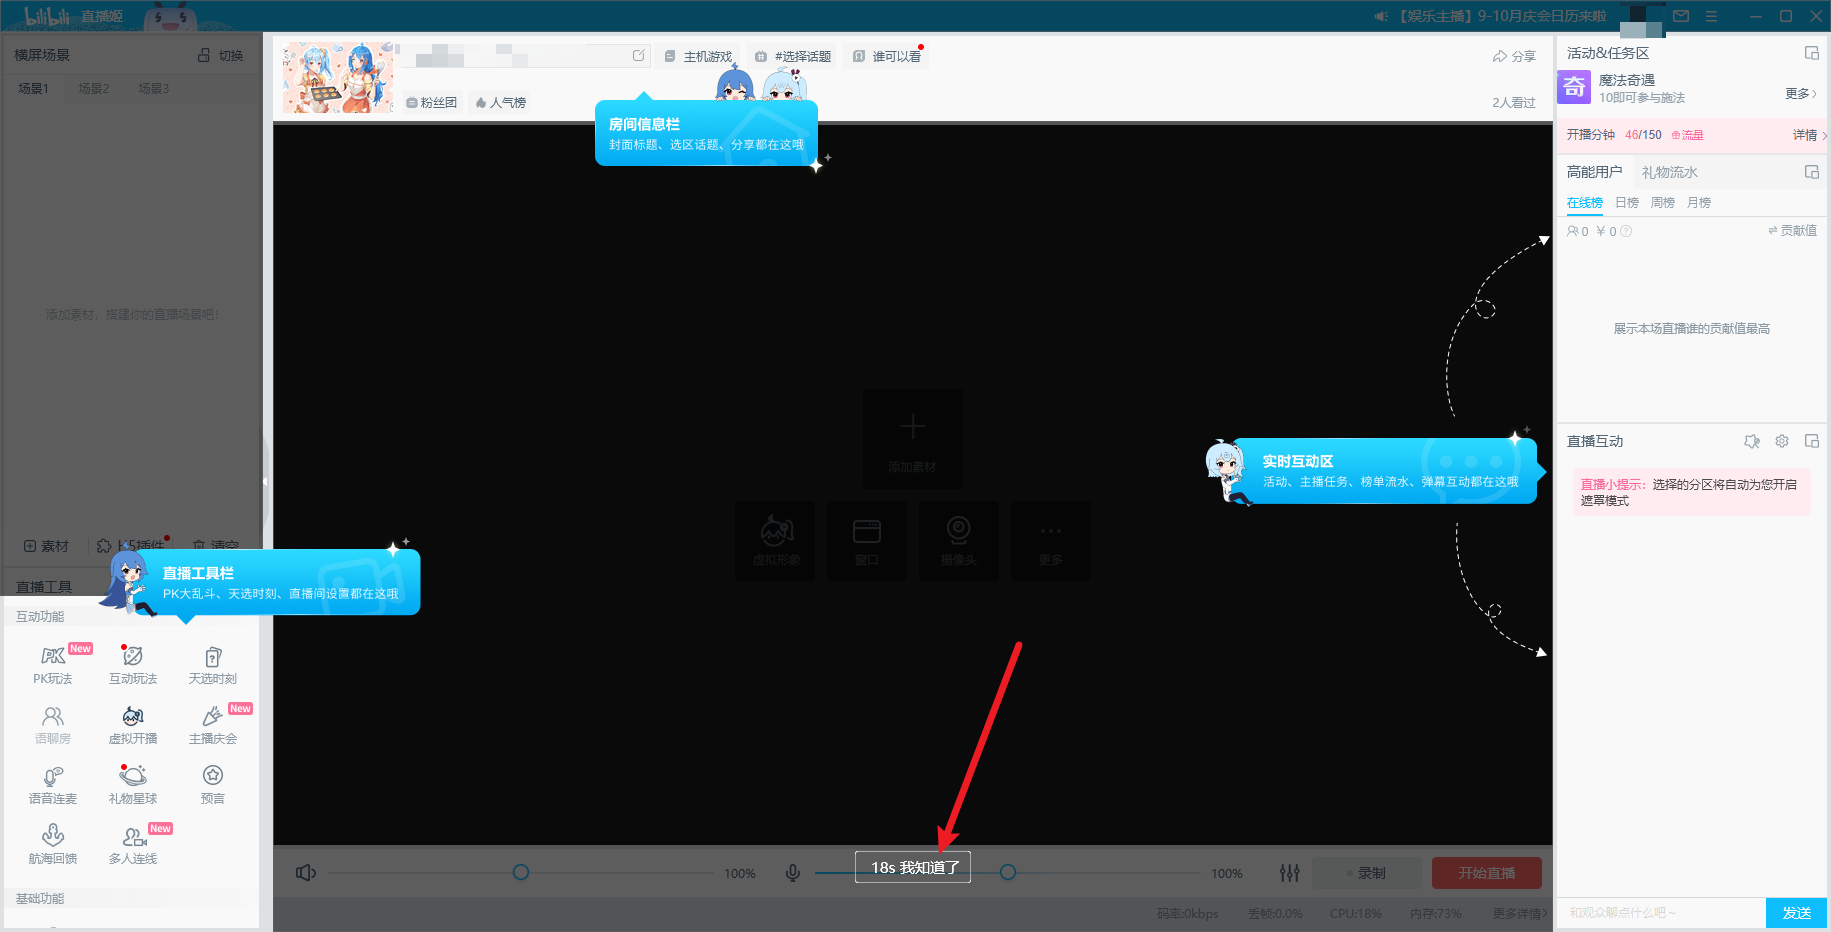 bilibili 直播姬
【娱乐主播】9-10月庆会日历来啦
横屏场景
切换
场景1
场景2
场景3
添加素材，搭建你的直播场景吧！
素材
清空
直播工具
主机游戏
#选择话题
谁可以看
分享
粉丝团
人气榜
2人看过
房间信息栏
封面标题、选区话题、分享都在这哦
添加素材
虚拟形象
窗口
摄像头
更多
实时互动区
活动、主播任务、榜单流水、弹幕互动都在这哦
直播工具栏
PK大乱斗、天选时刻、直播间设置都在这哦
互动功能
New
PK玩法
互动玩法
天选时刻
New
语聊房
虚拟开播
主播庆会
语音连麦
礼物星球
预言
New
航海回馈
多人连线
基础功能
100%
18s 我知道了
100%
录制
开始直播
码率:0kbps
丢帧:0.0%
CPU:18%
内存:73%
更多详情>
活动&任务区
奇
魔法奇遇
10即可参与施法
更多>
开播分钟 46/150 流量
详情>
高能用户
礼物流水
在线榜
日榜
周榜
月榜
0 ￥ 0 ?
贡献值
展示本场直播谁的贡献值最高
直播互动
直播小提示：选择的分区将自动为您开启
遮罩模式
和观众聊点什么吧~
发送